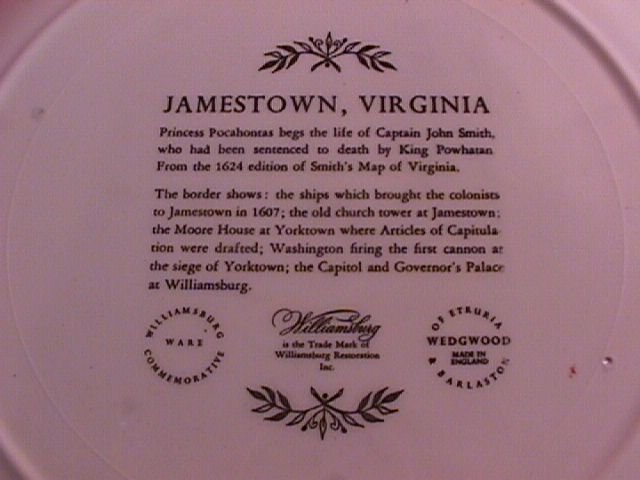 JAMESTOWN, VIRGINIA
Princess Pocahontas begs the life of Captain John Smith,
who had been sentenced to death by King Powhatan
From the 1624 edition of Smith's Map of Virginia.
The border shows: the ships which brought the colonists
to Jamestown in 1607; the old church tower at Jamestown;
the Moore House at Yorktown where Articles of Capitula-
tion were drafted; Washington firing the first cannon at
the siege of Yorktown; the Capitol and Governor's Palace
at Williamsburg.
WILLIAMSBURG
WARE
COMMEMORATIVE
Williamsburg
is the Trade Mark of
Williamsburg Restoration
Inc.
OF ETRURIA
WEDGWOOD
MADE IN
ENGLAND
& BARLASTON